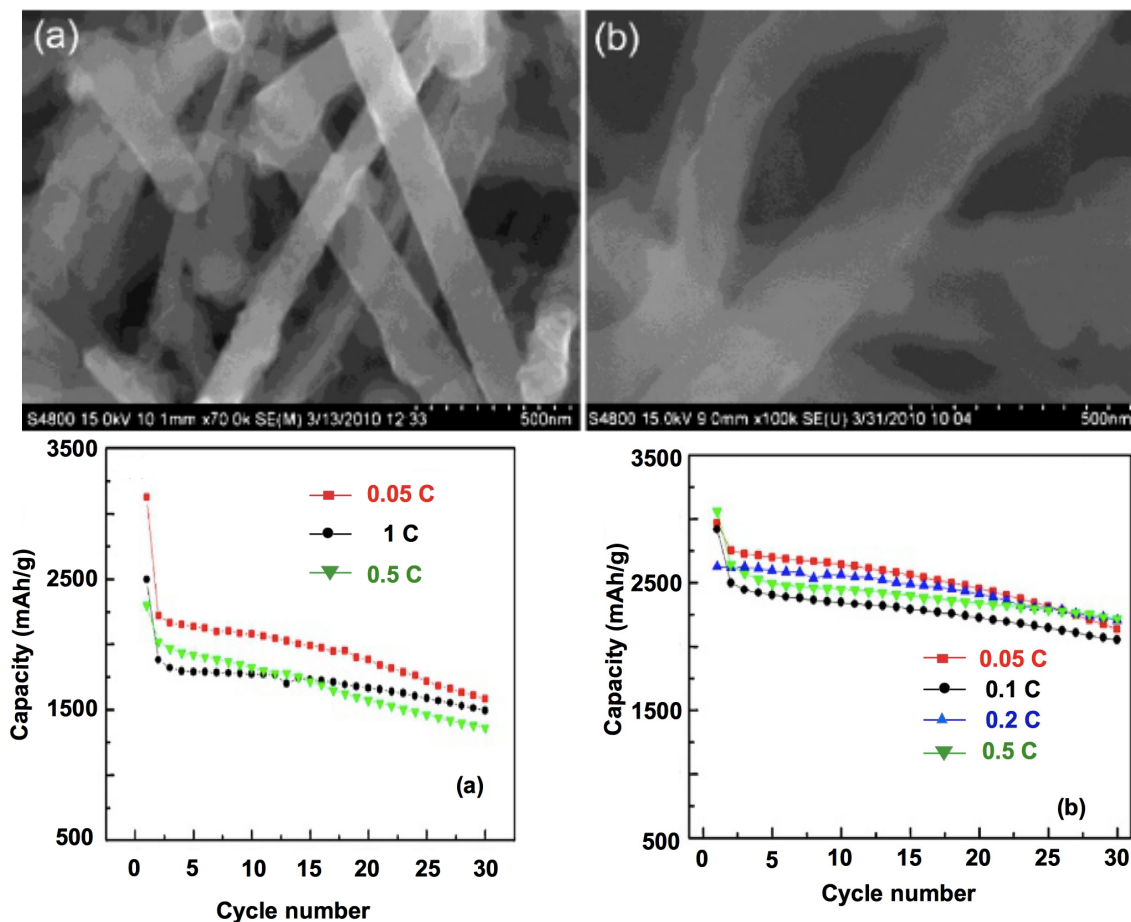 (a)
(b)
S4800 15.0kV 10.1mm x70.0k SE(M) 3/13/2010 12:33 500nm
S4800 15.0kV 9.0mm x100k SE(U) 3/31/2010 10:04 500nm
3500
2500
1500
500
Capacity (mAh/g)
0.05 C
1 C
0.5 C
(a)
0 5 10 15 20 25 30
Cycle number
3500
2500
1500
500
Capacity (mAh/g)
0.05 C
0.1 C
0.2 C
0.5 C
(b)
0 5 10 15 20 25 30
Cycle number